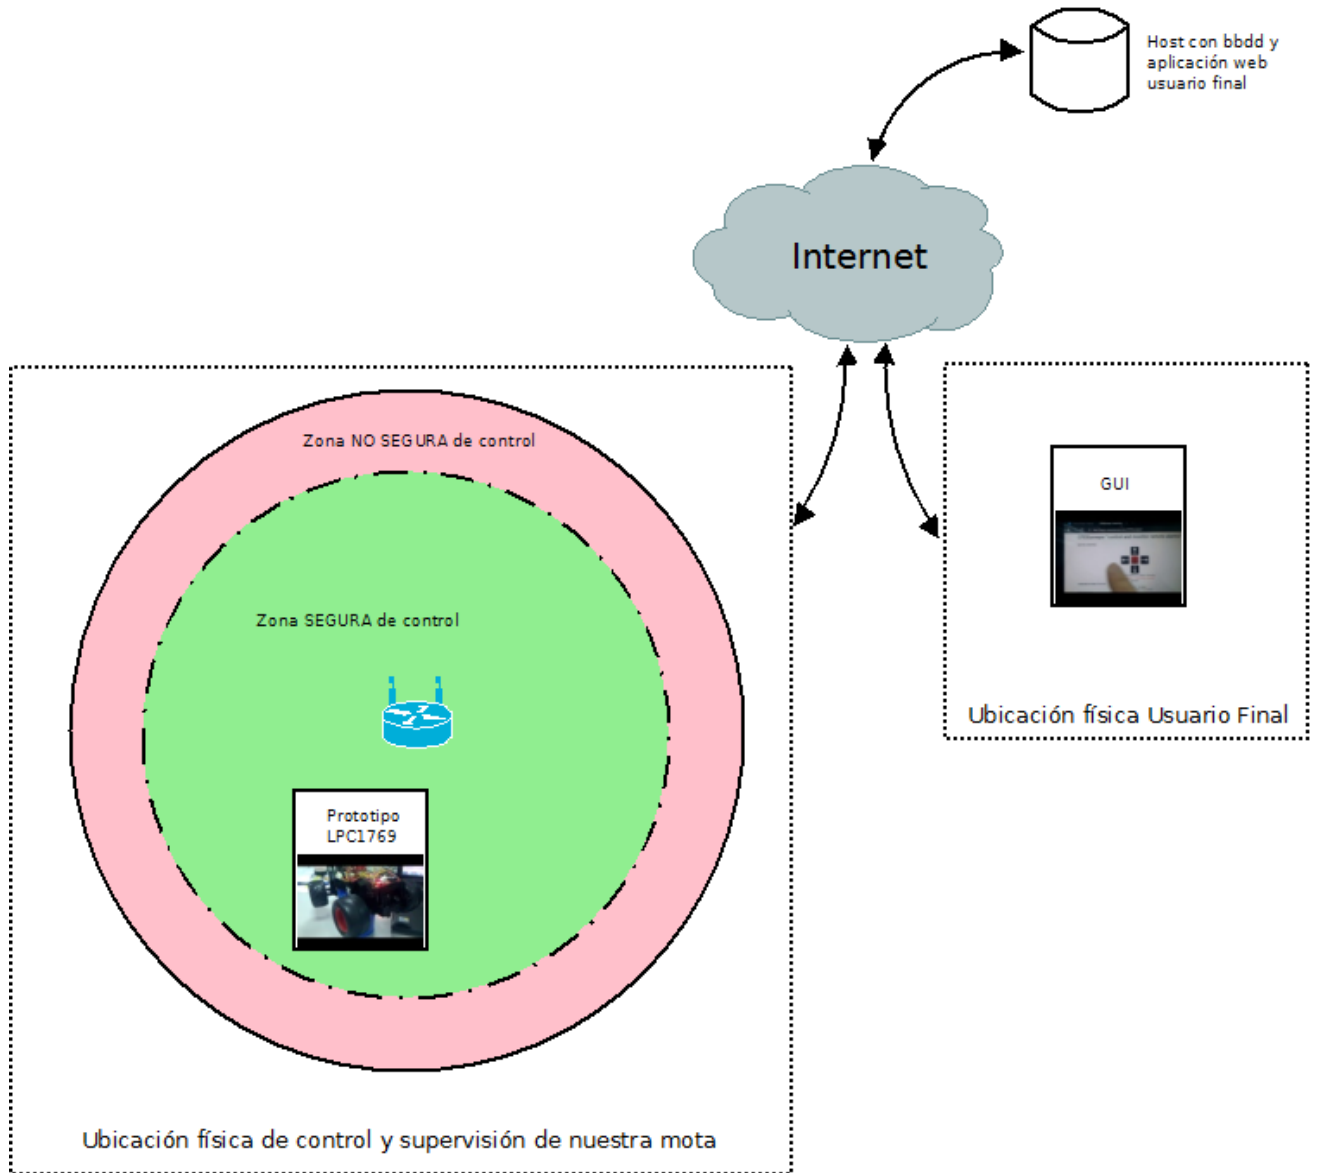 Host con bbdd y
aplicación web
usuario final
Internet
Zona NO SEGURA de control
GUI
Zona SEGURA de control
Ubicación física Usuario Final
Prototipo
LPC1769
Ubicación física de control y supervisión de nuestra mota